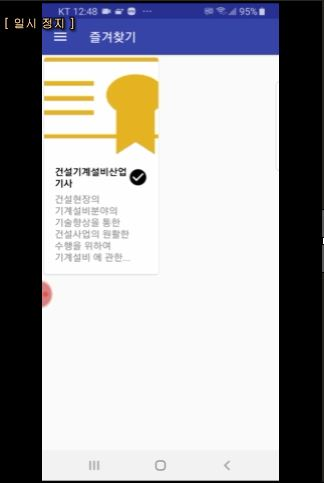 KT 12:48 ··· 95%
[ 일시 정지 ]
즐겨찾기
건설기계설비산업
기사
건설현장의
기계설비분야의
기술향상을 통한
건설사업의 원활한
수행을 위하여
기계설비 에 관한...